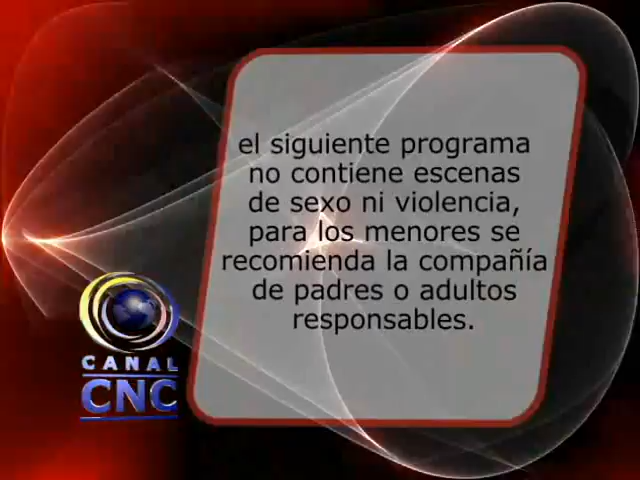 el siguiente programa
no contiene escenas
de sexo ni violencia,
para los menores se
recomienda la compañía
de padres o adultos
responsables.
CANAL
CNC